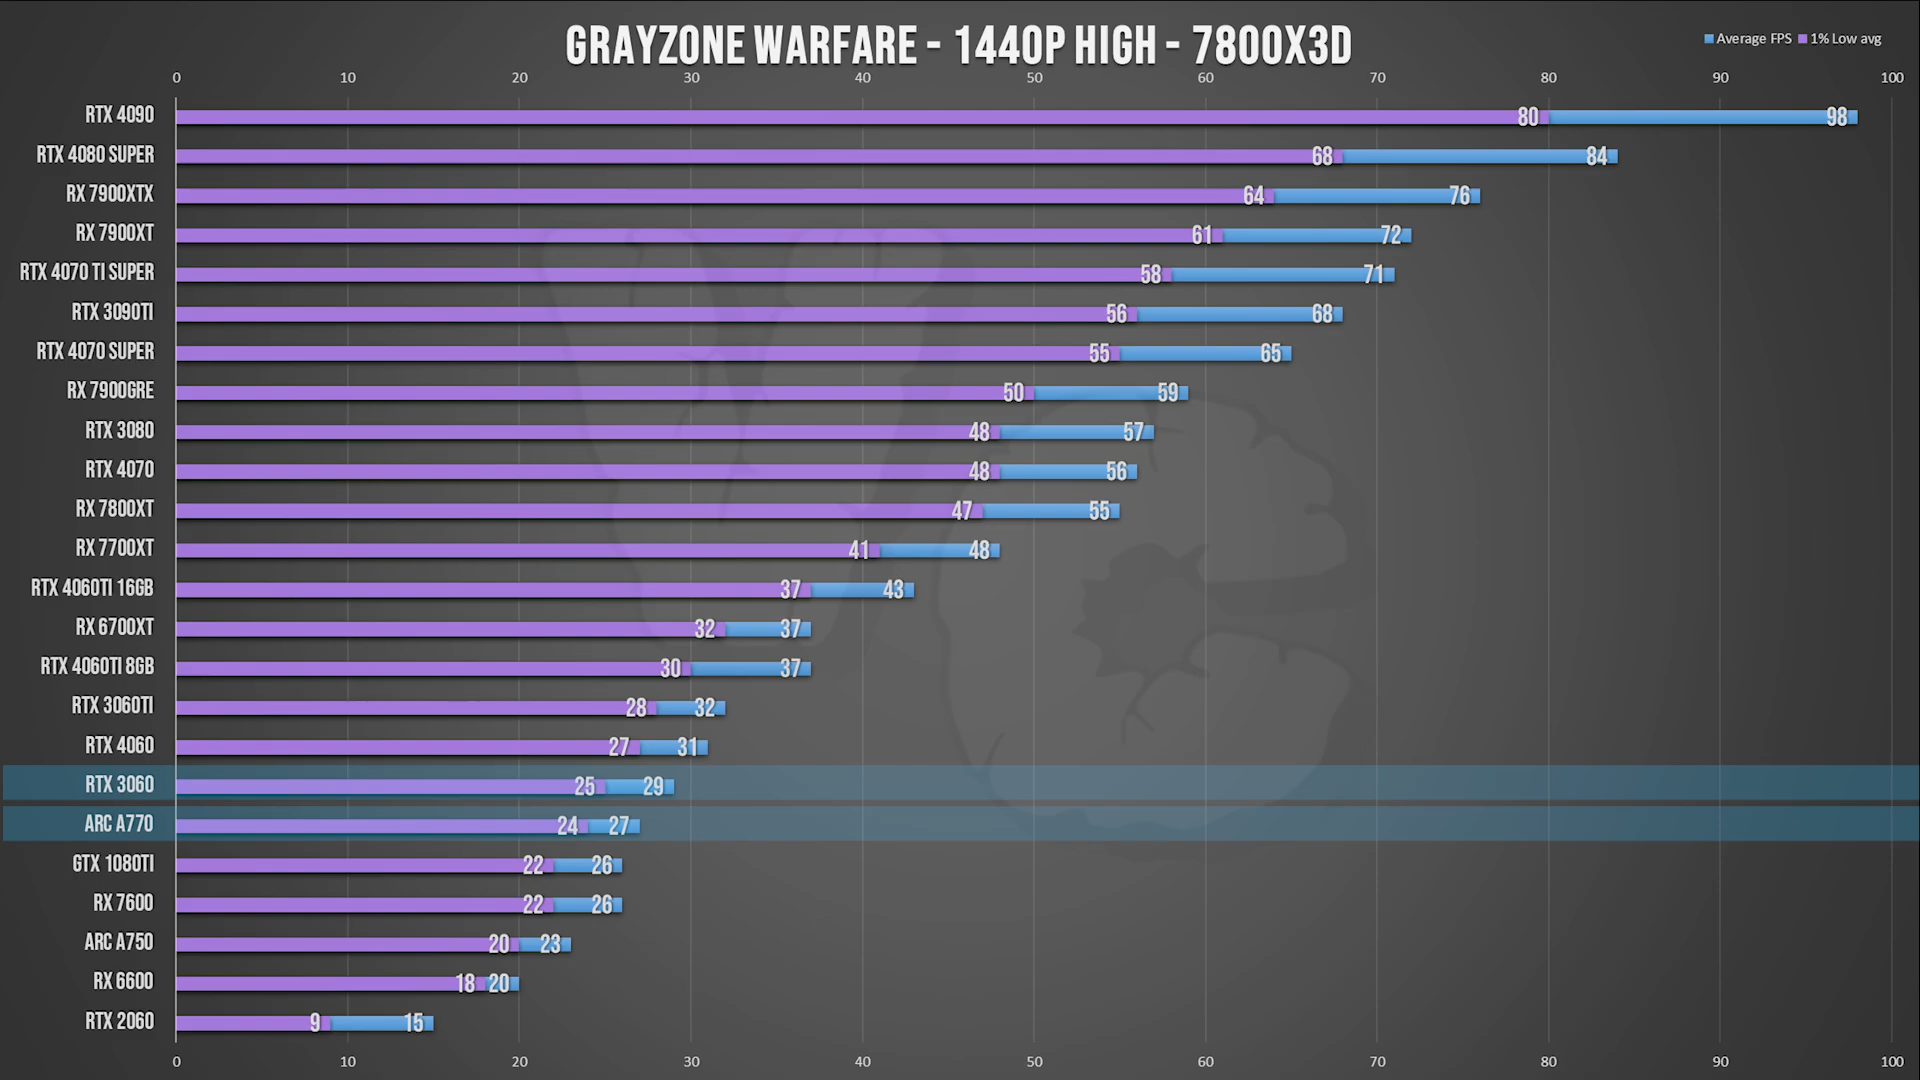 GRAYZONE WARFARE - 1440P HIGH - 7800X3D
Average FPS 1% Low avg
0 10 20 30 40 50 60 70 80 90 100
RTX 4090 80 98
RTX 4080 SUPER 68 84
RX 7900XTX 64 76
RX 7900XT 61 72
RTX 4070 TI SUPER 58 71
RTX 3090TI 56 68
RTX 4070 SUPER 55 65
RX 7900GRE 50 59
RTX 3080 48 57
RTX 4070 48 56
RX 7800XT 47 55
RX 7700XT 41 48
RTX 4060TI 16GB 37 43
RX 6700XT 32 37
RTX 4060TI 8GB 30 37
RTX 3060TI 28 32
RTX 4060 27 31
RTX 3060 25 29
ARC A770 24 27
GTX 1080TI 22 26
RX 7600 22 26
ARC A750 20 23
RX 6600 18 20
RTX 2060 9 15
0 10 20 30 40 50 60 70 80 90 100